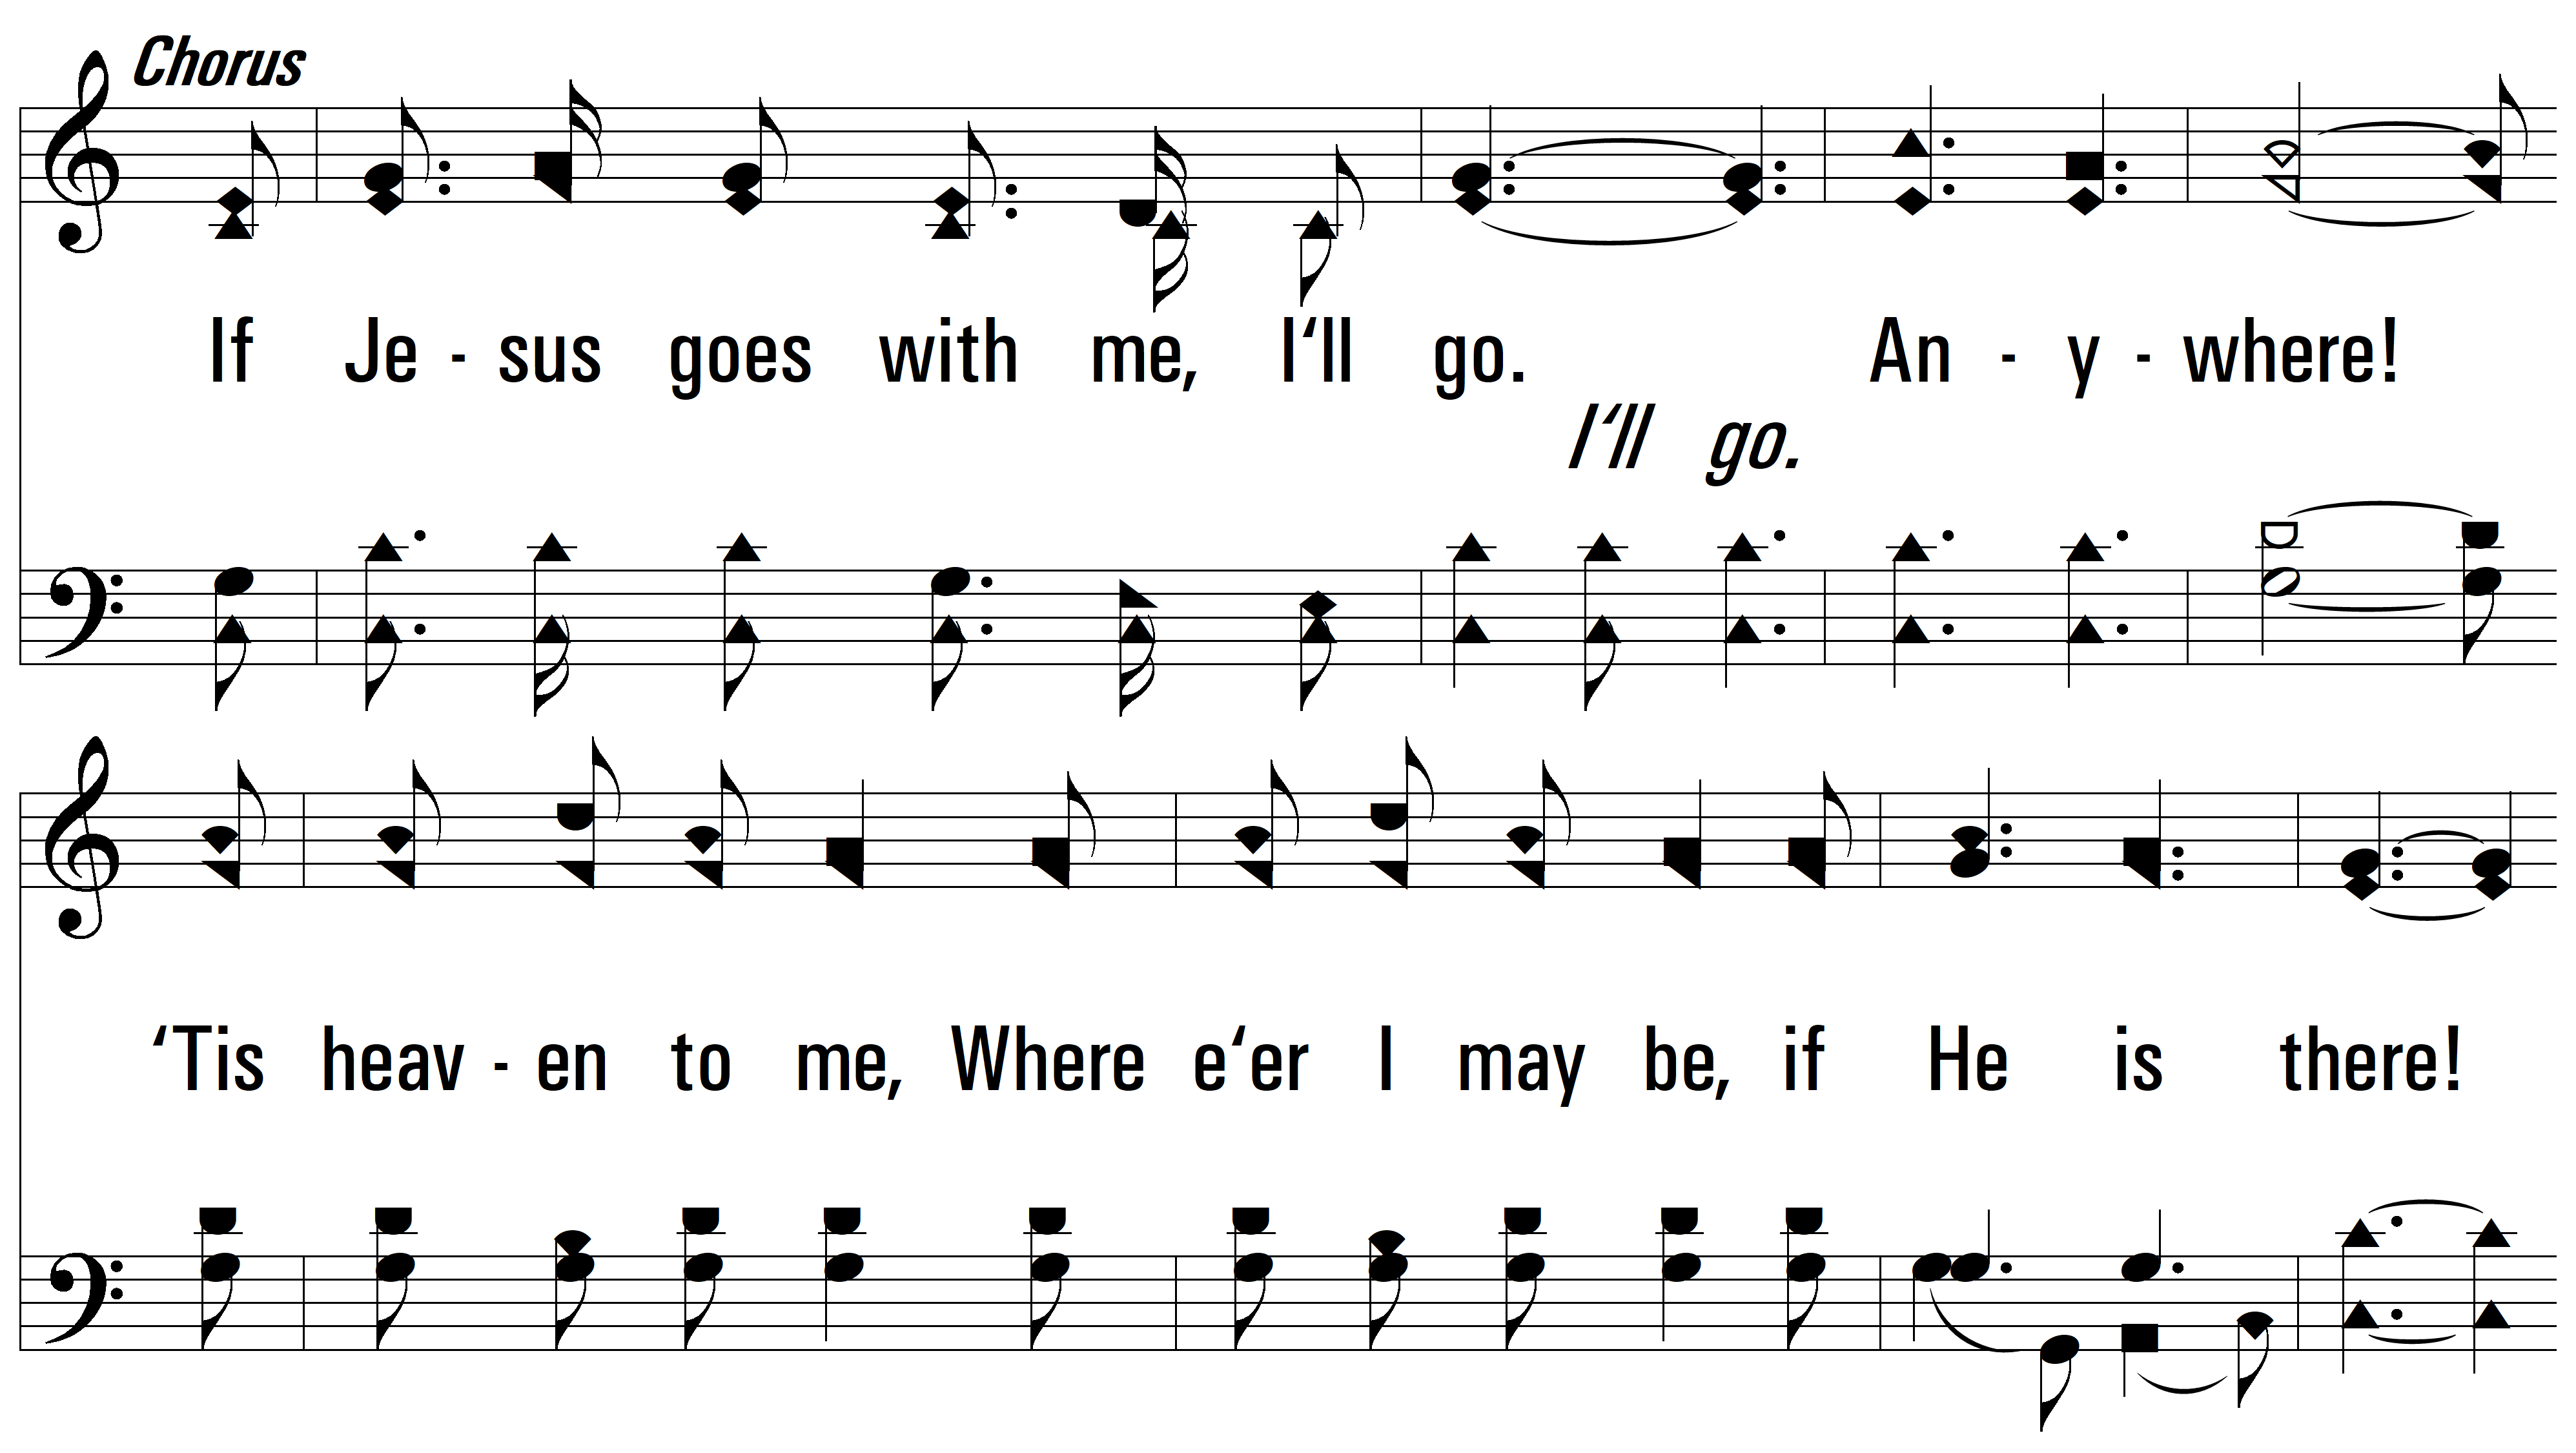 Chorus
If Je - sus goes with me, I‘ll go. An - y - where!
I‘ll go.
‘Tis heav - en to me, Where e‘er I may be, if He is there!